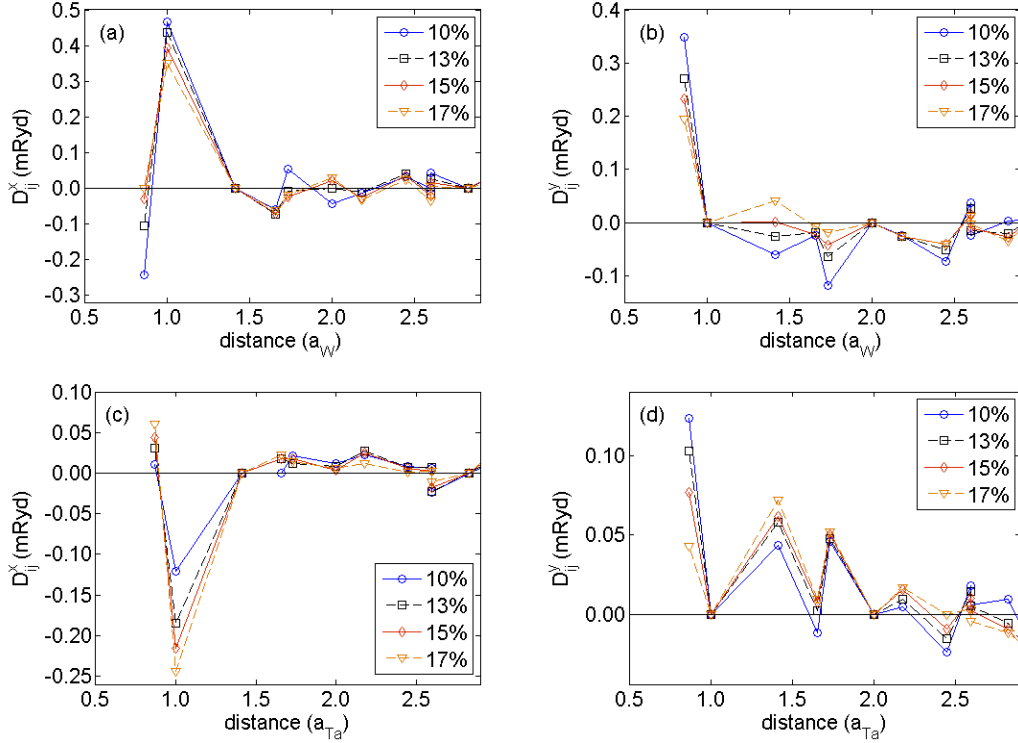 (a)
10%
13%
15%
17%
0.5
0.4
0.3
0.2
0.1
0.0
-0.1
-0.2
-0.3
D_ij^x (mRyd)
0.5 1.0 1.5 2.0 2.5
distance (a_W)
(b)
10%
13%
15%
17%
0.4
0.3
0.2
0.1
0.0
-0.1
D_ij^y (mRyd)
0.5 1.0 1.5 2.0 2.5
distance (a_W)
(c)
10%
13%
15%
17%
0.10
0.05
0.00
-0.05
-0.10
-0.15
-0.20
-0.25
D_ij^x (mRyd)
0.5 1.0 1.5 2.0 2.5
distance (a_Ta)
(d)
10%
13%
15%
17%
0.10
0.05
0.00
D_ij^y (mRyd)
0.5 1.0 1.5 2.0 2.5
distance (a_Ta)